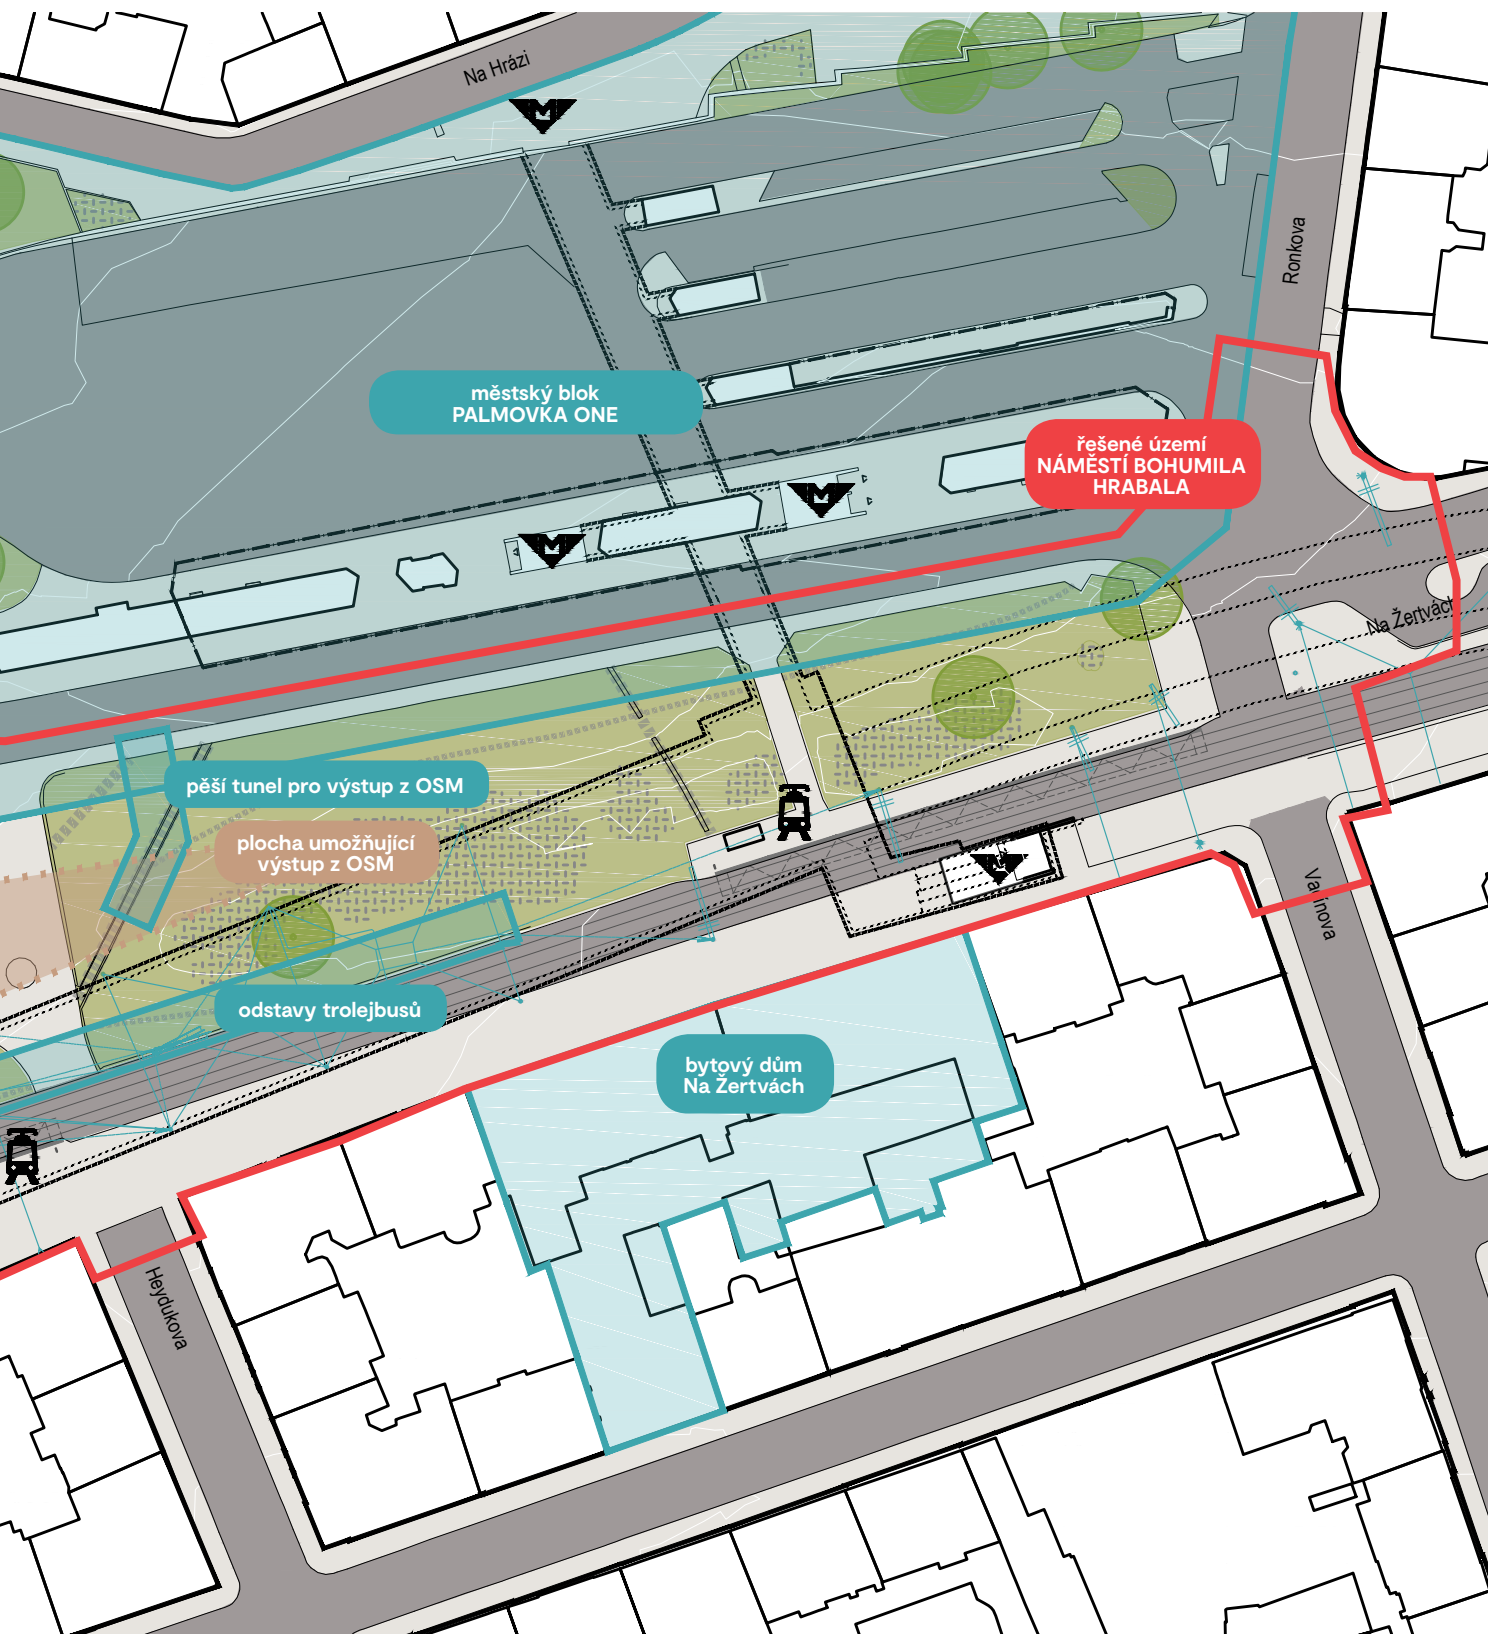 Na Hrázi
Ronkova
městský blok
PALMOVKA ONE
řešené území
NÁMĚSTÍ BOHUMILA
HRABALA
Na Žertvách
pěší tunel pro výstup z OSM
plocha umožňující
výstup z OSM
Vacínova
odstavy trolejbusů
bytový dům
Na Žertvách
Heydukova